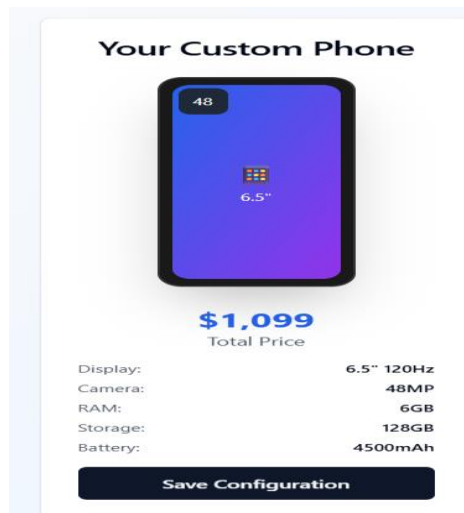 Your Custom Phone
48
6.5"
$1,099
Total Price
Display: 6.5" 120Hz
Camera: 48MP
RAM: 6GB
Storage: 128GB
Battery: 4500mAh
Save Configuration